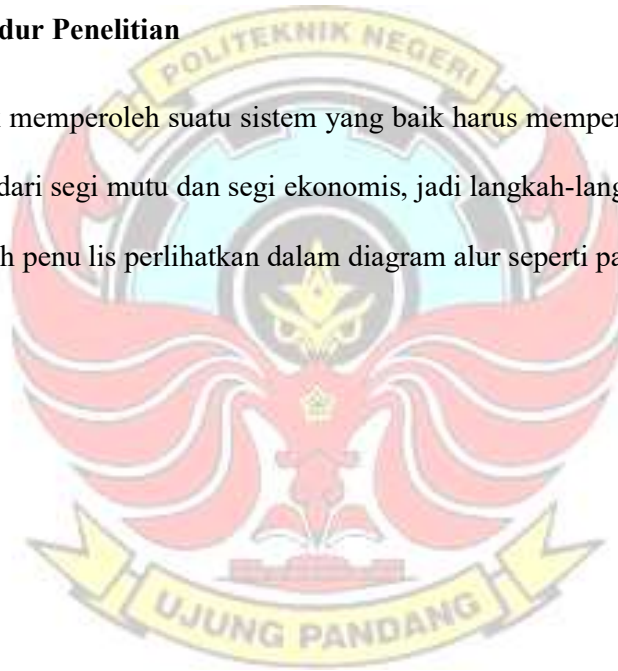 dur Penelitian
POLITEKNIK NEGERI
memperoleh suatu sistem yang baik harus memper
dari segi mutu dan segi ekonomis, jadi langkah-lang
h penu lis perlihatkan dalam diagram alur seperti pa
UJUNG PANDANG